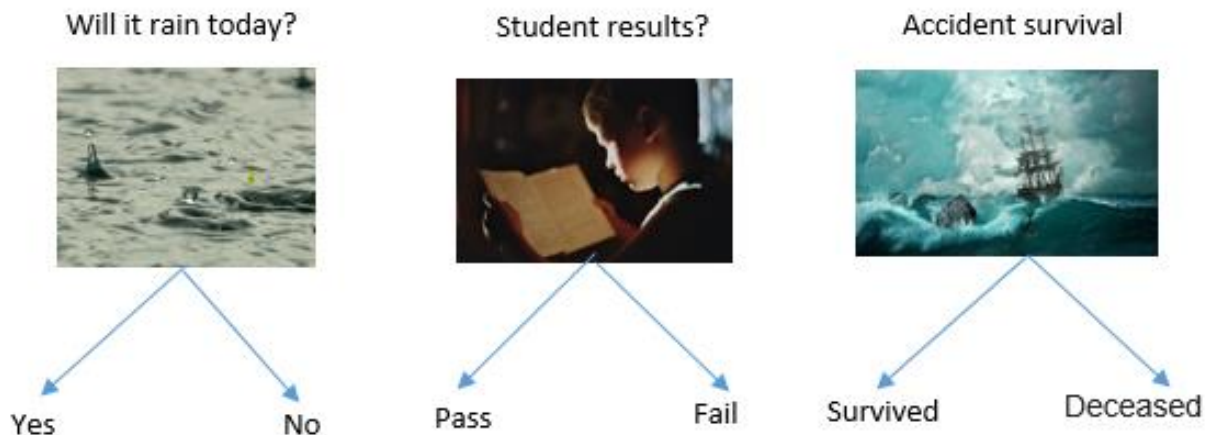 Will it rain today?
Student results?
Accident survival
Yes
No
Pass
Fail
Survived
Deceased